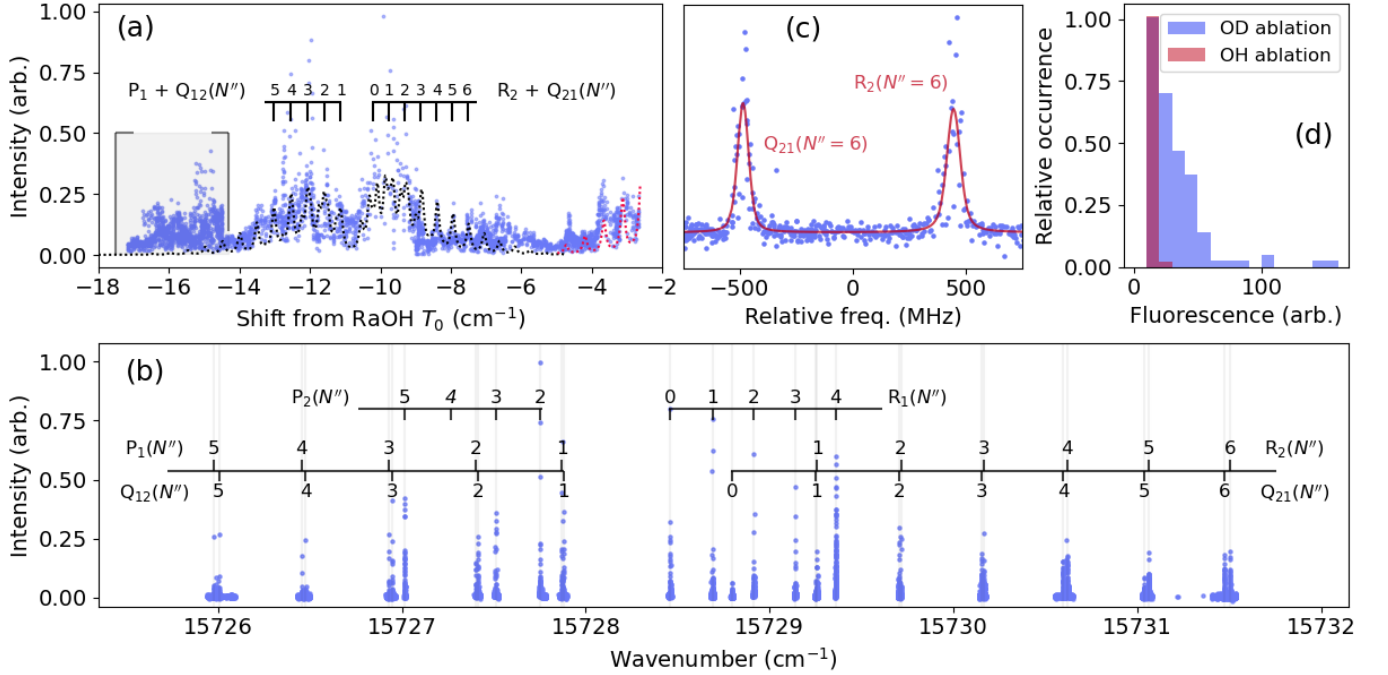 (a)
P₁ + Q₁₂(N″)
5 4 3 2 1
0 1 2 3 4 5 6
R₂ + Q₂₁(N″)
Intensity (arb.)
1.00
0.75
0.50
0.25
0.00
−18 −16 −14 −12 −10 −8 −6 −4 −2
Shift from RaOH T₀ (cm⁻¹)
(c)
R₂(N″ = 6)
Q₂₁(N″ = 6)
−500 0 500
Relative freq. (MHz)
OD ablation
OH ablation
(d)
Relative occurrence
1.00
0.75
0.50
0.25
0.00
0 100
Fluorescence (arb.)
(b)
Intensity (arb.)
1.00
0.75
0.50
0.25
0.00
P₂(N″) 5 4 3 2
0 1 2 3 4 R₁(N″)
P₁(N″) 5 4 3 2 1
1 2 3 4 5 6 R₂(N″)
Q₁₂(N″) 5 4 3 2 1
0 1 2 3 4 5 6 Q₂₁(N″)
15726 15727 15728 15729 15730 15731 15732
Wavenumber (cm⁻¹)